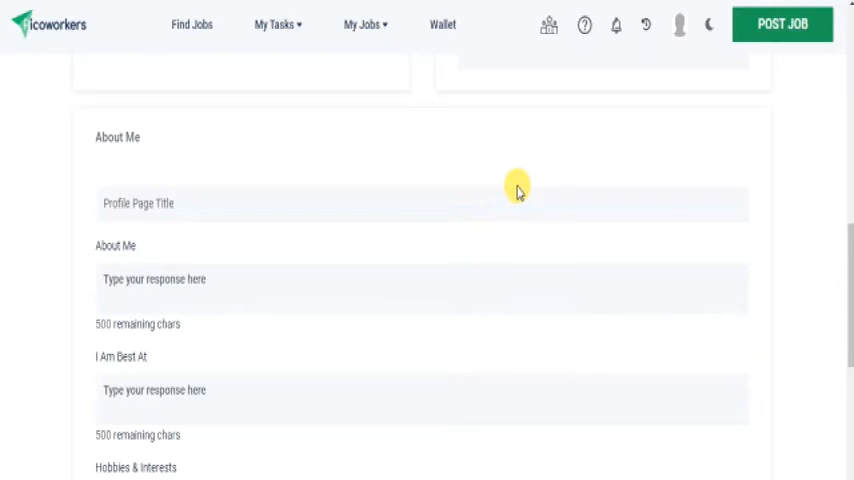 icoworkers Find Jobs My Tasks My Jobs Wallet POST JOB
About Me
Profile Page Title
About Me
Type your response here
500 remaining chars
I Am Best At
Type your response here
500 remaining chars
Hobbies & Interests